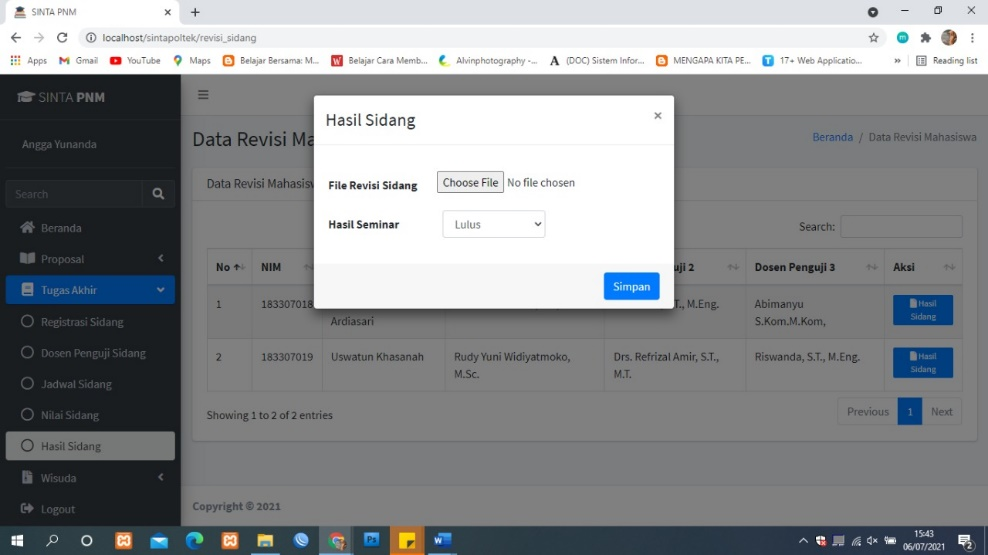 SINTA PNM
localhost/sintapoltek/revisi_sidang
Apps Gmail YouTube Maps Belajar Bersama: M... Belajar Cara Memb... Alvinphotography -... (DOC) Sistem Infor... MENGAPA KITA PE... 17+ Web Applicatio... » Reading list
SINTA PNM
Angga Yunanda
Search
Beranda
Proposal
Tugas Akhir
Registrasi Sidang
Dosen Penguji Sidang
Jadwal Sidang
Nilai Sidang
Hasil Sidang
Wisuda
Logout
Data Revisi Ma
Beranda / Data Revisi Mahasiswa
Data Revisi Mahasisw
Search:
Hasil Sidang ×
File Revisi Sidang Choose File No file chosen
Hasil Seminar Lulus
Simpan
No NIM uji 2 Dosen Penguji 3 Aksi
1 183307018 Ardiasari T., M.Eng. Abimanyu S.Kom.M.Kom, Hasil Sidang
2 183307019 Uswatun Khasanah Rudy Yuni Widiyatmoko, M.Sc. Drs. Refrizal Amir, S.T., M.T. Riswanda, S.T., M.Eng. Hasil Sidang
Showing 1 to 2 of 2 entries
Previous 1 Next
Copyright © 2021
15:43
06/07/2021